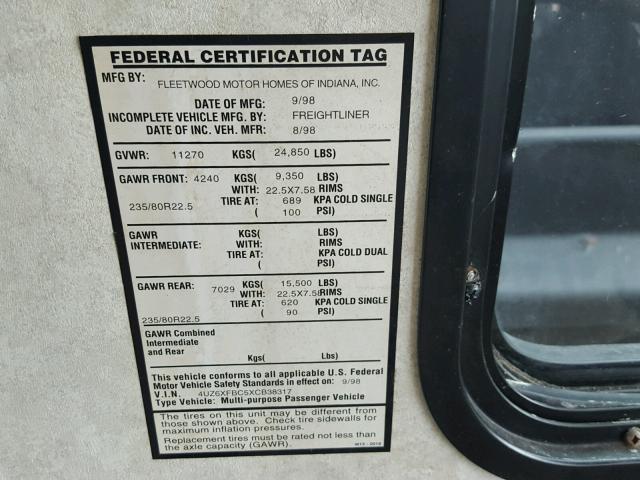 FEDERAL CERTIFICATION TAG
MFG BY: FLEETWOOD MOTOR HOMES OF INDIANA, INC.
DATE OF MFG: 9/98
INCOMPLETE VEHICLE MFG. BY: FREIGHTLINER
DATE OF INC. VEH. MFR: 8/98
GVWR: 11270 KGS( 24,850 LBS)
GAWR FRONT: 4240 KGS( 9,350 LBS)
WITH: 22.5X7.58 RIMS
235/80R22.5 TIRE AT: 689 KPA COLD SINGLE
( 100 PSI)
GAWR KGS( LBS)
INTERMEDIATE: WITH: RIMS
TIRE AT: KPA COLD DUAL
( PSI)
GAWR REAR: 7029 KGS( 15,500 LBS)
WITH: 22.5X7.58 RIMS
TIRE AT: 620 KPA COLD SINGLE
235/80R22.5 ( 90 PSI)
GAWR Combined
Intermediate
and Rear Kgs( Lbs)
This vehicle conforms to all applicable U.S. Federal
Motor Vehicle Safety Standards in effect on: 9/98
V.I.N. 4UZ6XFBC5XCB38317
Type Vehicle: Multi-purpose Passenger Vehicle
The tires on this unit may be different from
those shown above. Check tire sidewalls for
maximum inflation pressures.
Replacement tires must be rated not less than
the axle capacity (GAWR).